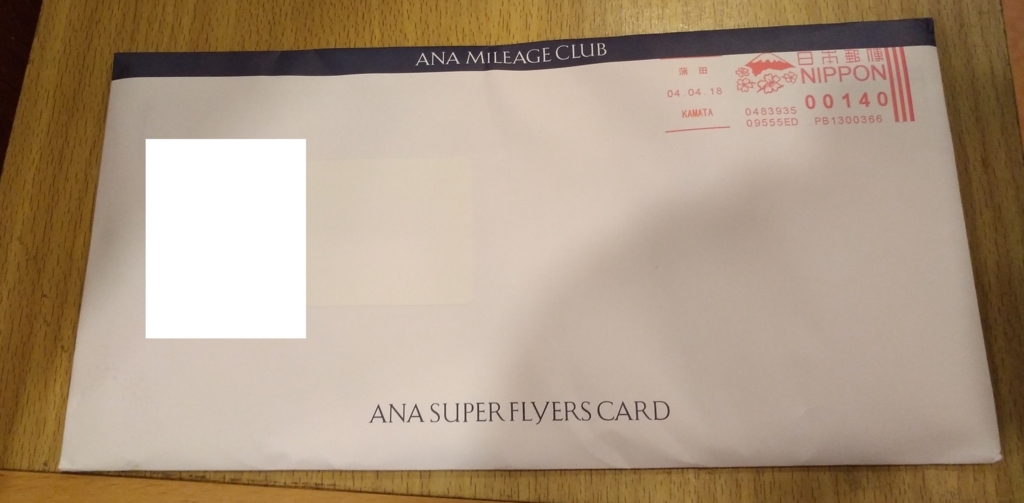 ANA MILEAGE CLUB
蒲田
04.04.18
KAMATA
日本郵便
NIPPON
00140
0483935
09555ED PB1300366
ANA SUPER FLYERS CARD